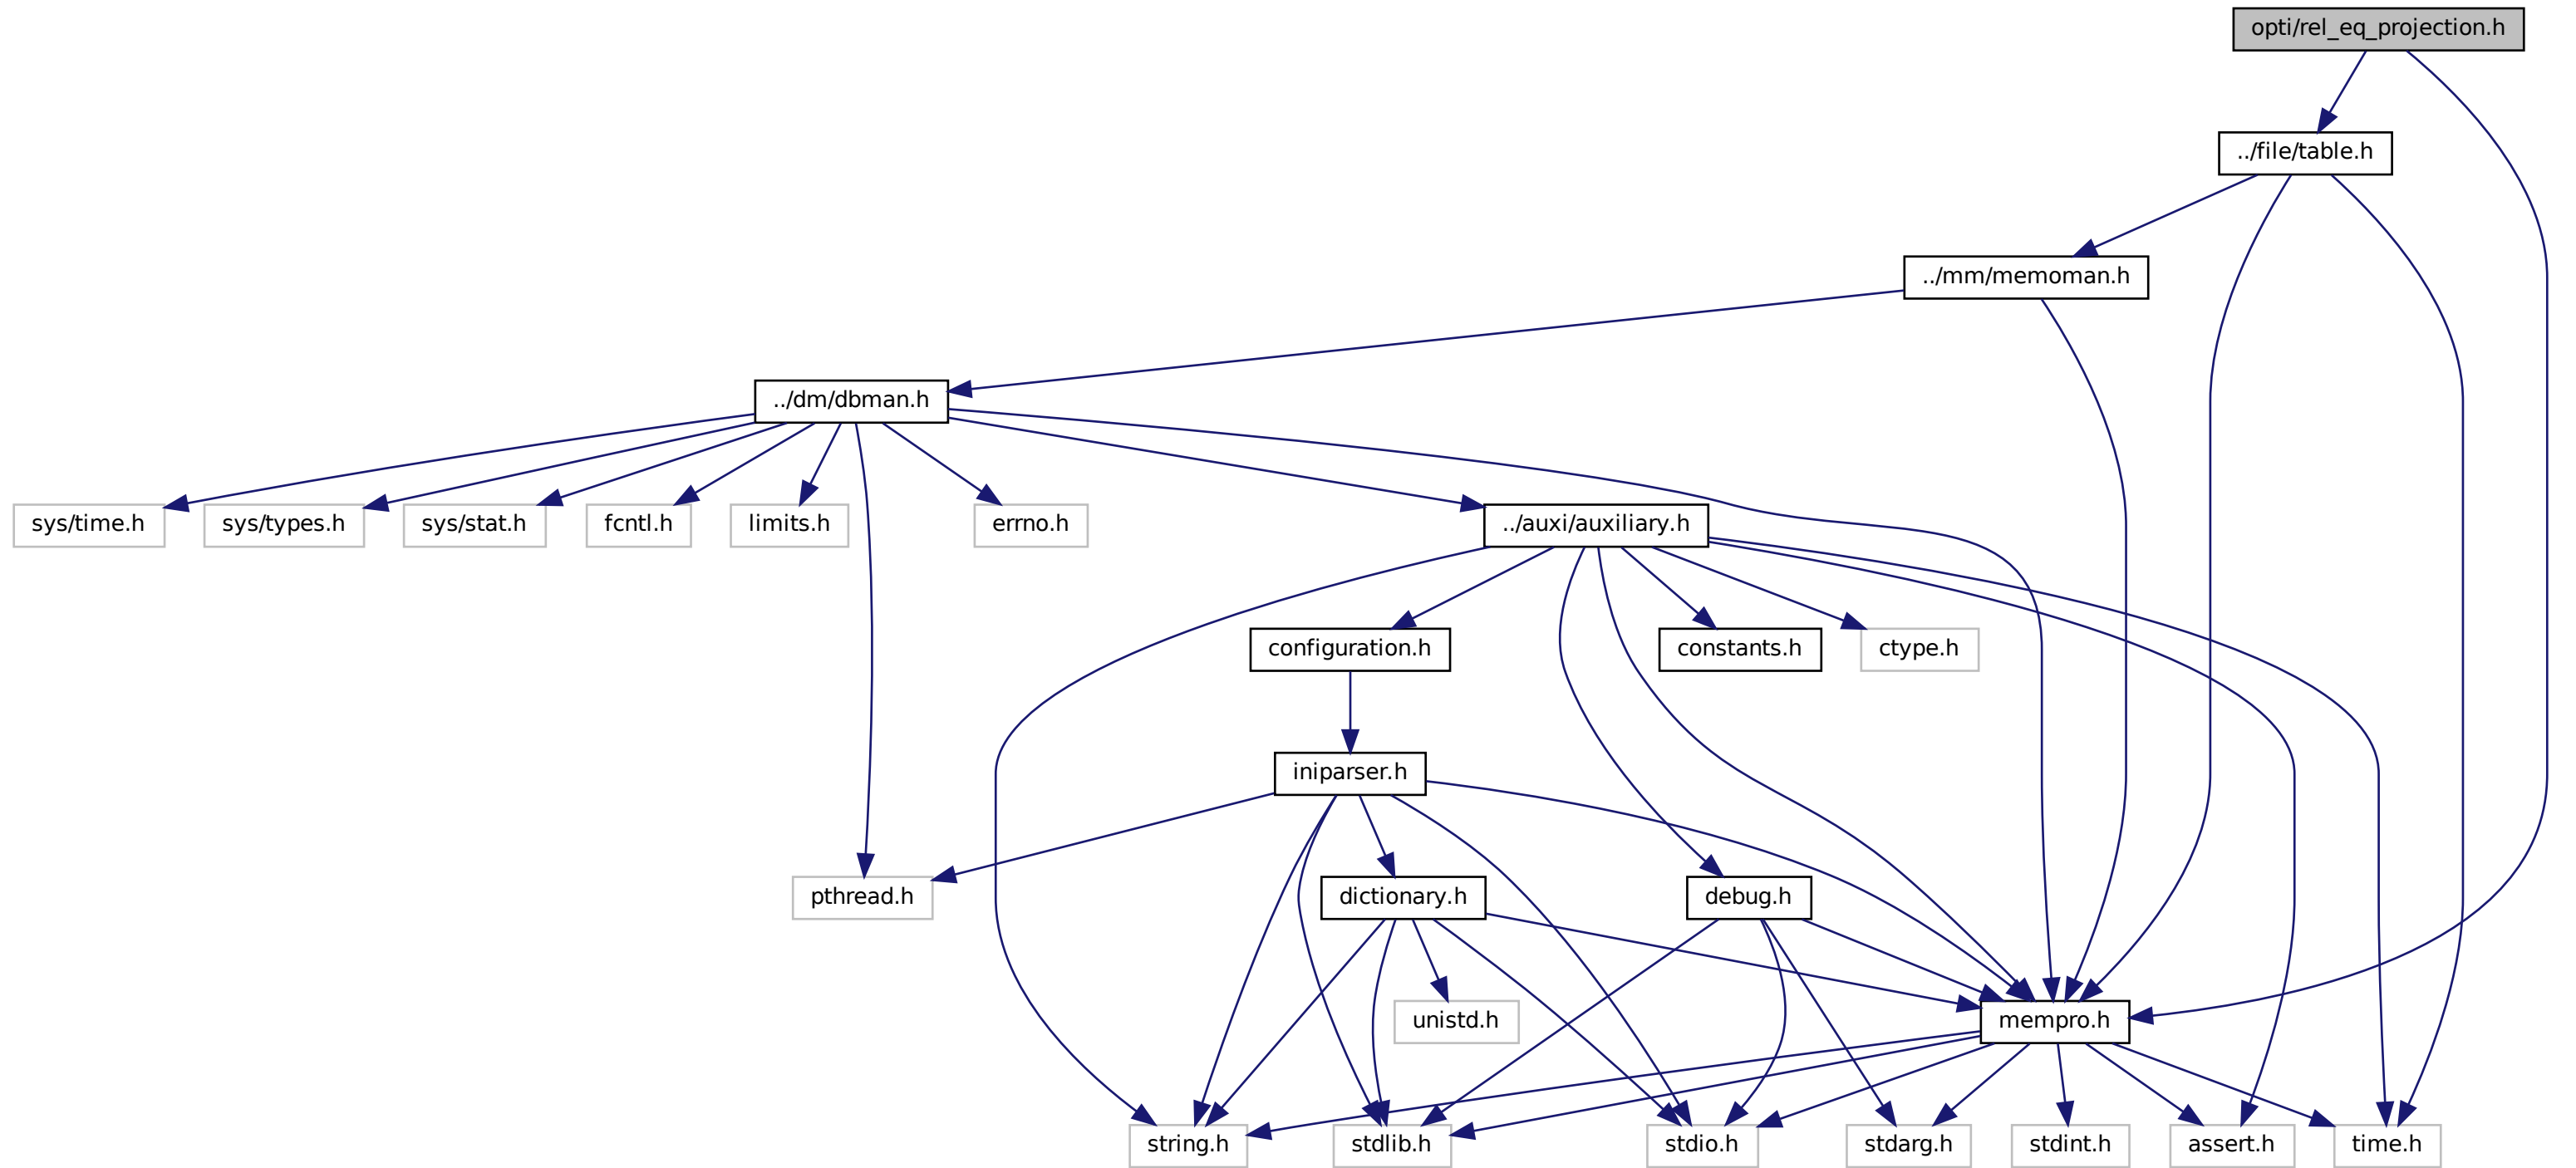 opti/rel_eq_projection.h
../file/table.h
../mm/memoman.h
../dm/dbman.h
sys/time.h
sys/types.h
sys/stat.h
fcntl.h
limits.h
errno.h
../auxi/auxiliary.h
configuration.h
constants.h
ctype.h
iniparser.h
pthread.h
dictionary.h
debug.h
unistd.h
mempro.h
string.h
stdlib.h
stdio.h
stdarg.h
stdint.h
assert.h
time.h